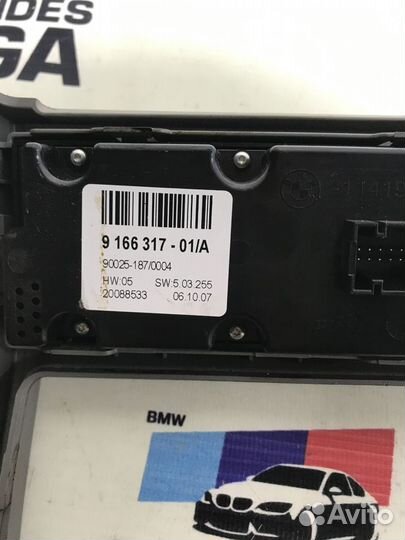 GA
9 166 317 - 01/A
90025-187/0004
HW:05 SW:5.03.255
20088533 06.10.07
BMW
Avito